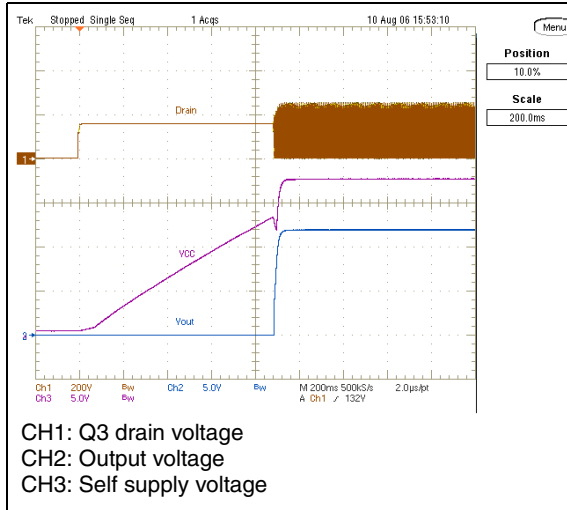 Tek Stopped Single Seq 1 Acqs 10 Aug 06 15:53:10
Menu
Position
10.0%
Scale
200.0ms
Drain
1
VCC
Vout
Ch1 200V Bw Ch2 5.0V Bw M 200ms 500kS/s 2.0µs/pt
Ch3 5.0V Bw A Ch1 / 132V
CH1: Q3 drain voltage
CH2: Output voltage
CH3: Self supply voltage